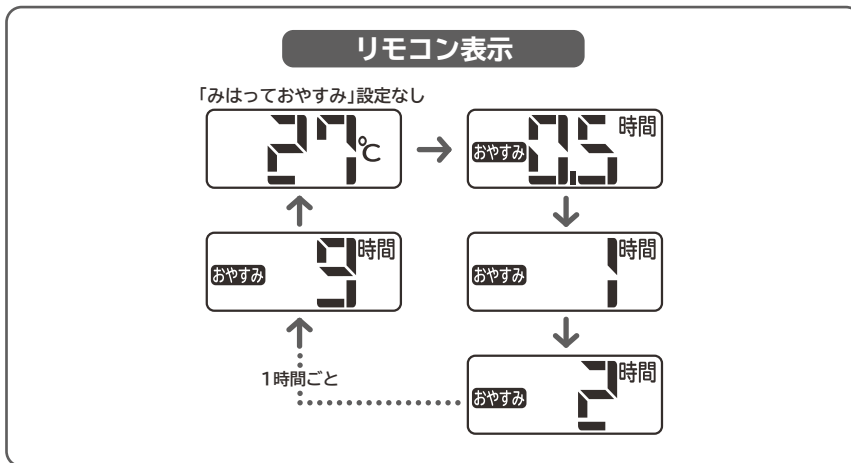 リモコン表示
「みはっておやすみ」設定なし
27℃
おやすみ 0.5 時間
おやすみ 1 時間
おやすみ 2 時間
1時間ごと
おやすみ 9 時間